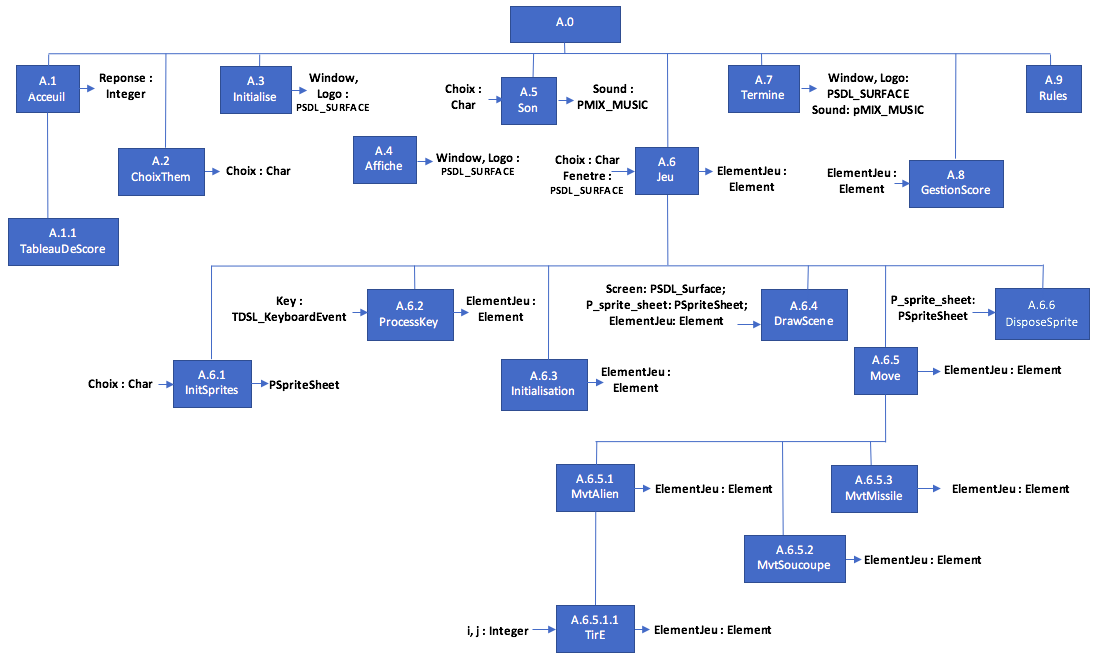 A.0
A.1
Acceuil
Reponse :
Integer
A.3
Initialise
Window,
Logo :
PSDL_SURFACE
Choix :
Char
A.5
Son
Sound :
PMIX_MUSIC
A.7
Termine
Window, Logo:
PSDL_SURFACE
Sound: pMIX_MUSIC
A.9
Rules
A.2
ChoixThem
Choix : Char
A.4
Affiche
Window, Logo :
PSDL_SURFACE
Choix : Char
Fenetre :
PSDL_SURFACE
A.6
Jeu
ElementJeu :
Element
ElementJeu :
Element
A.8
GestionScore
A.1.1
TableauDeScore
Key :
TDSL_KeyboardEvent
A.6.2
ProcessKey
ElementJeu :
Element
Screen: PSDL_Surface;
P_sprite_sheet: PSpriteSheet;
ElementJeu: Element
A.6.4
DrawScene
P_sprite_sheet:
PSpriteSheet
A.6.6
DisposeSprite
Choix : Char
A.6.1
InitSprites
PSpriteSheet
A.6.3
Initialisation
ElementJeu :
Element
A.6.5
Move
ElementJeu : Element
A.6.5.1
MvtAlien
ElementJeu : Element
A.6.5.3
MvtMissile
ElementJeu : Element
A.6.5.2
MvtSoucoupe
ElementJeu : Element
i, j : Integer
A.6.5.1.1
TirE
ElementJeu : Element